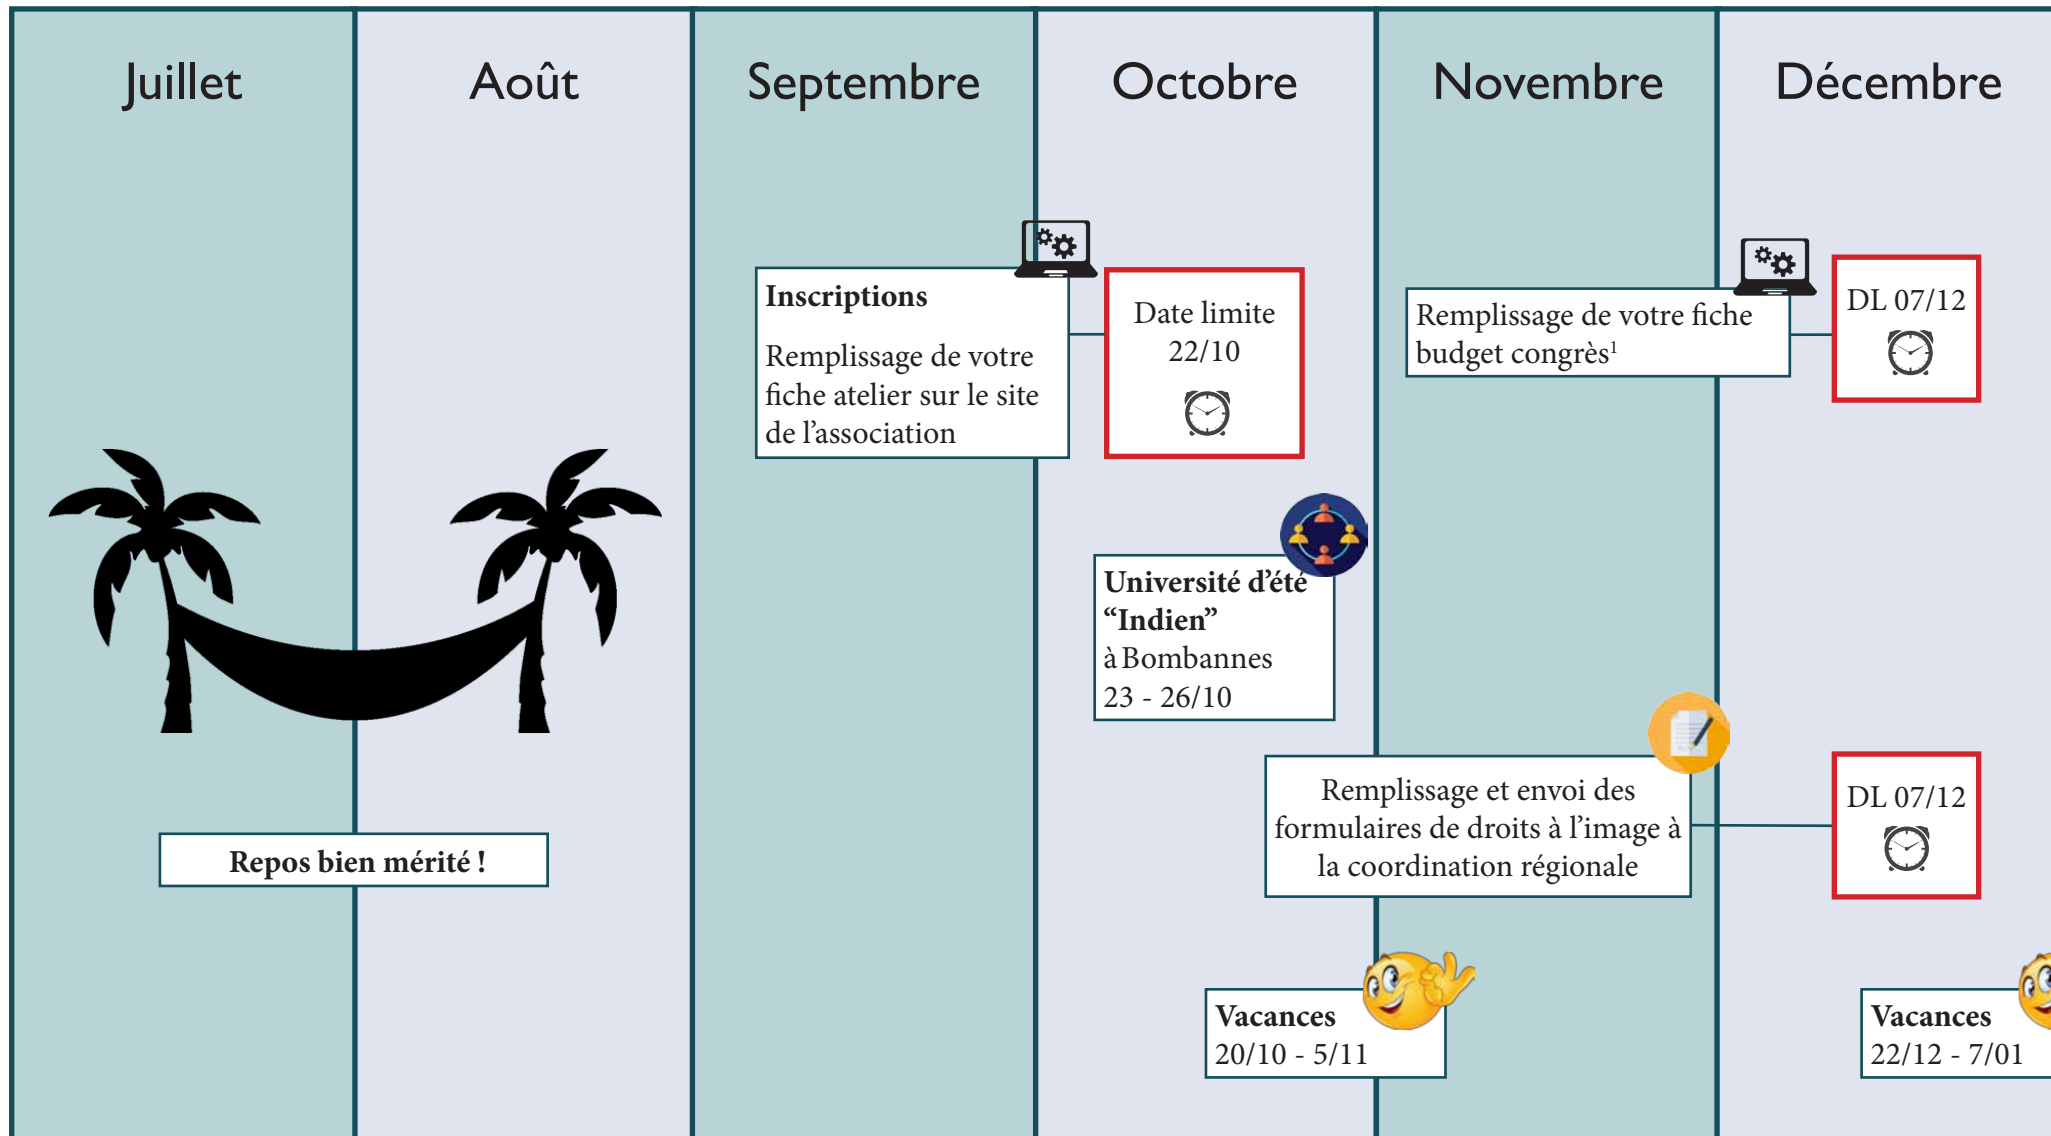 Juillet
Août
Septembre
Octobre
Novembre
Décembre
Inscriptions
Remplissage de votre
fiche atelier sur le site
de l'association
Date limite
22/10
Remplissage de votre fiche
budget congrès¹
DL 07/12
Université d'été
“Indien”
à Bombannes
23 - 26/10
Remplissage et envoi des
formulaires de droits à l'image à
la coordination régionale
DL 07/12
Repos bien mérité !
Vacances
20/10 - 5/11
Vacances
22/12 - 7/01